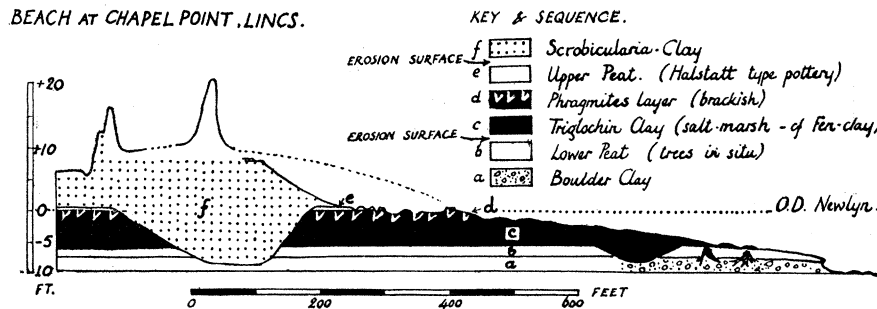 BEACH AT CHAPEL POINT, LINCS.
KEY & SEQUENCE.
f Scrobicularia-Clay
EROSION SURFACE
e Upper Peat. (Halstatt type pottery)
d Phragmites layer (brackish)
c Triglochin Clay (salt-marsh - cf Fen-clay)
EROSION SURFACE
b Lower Peat (trees in situ)
a Boulder Clay
+20
+10
0
-5
-10
FT.
f
e
d
c
b
a
O.D. Newlyn.
0 200 400 600 FEET